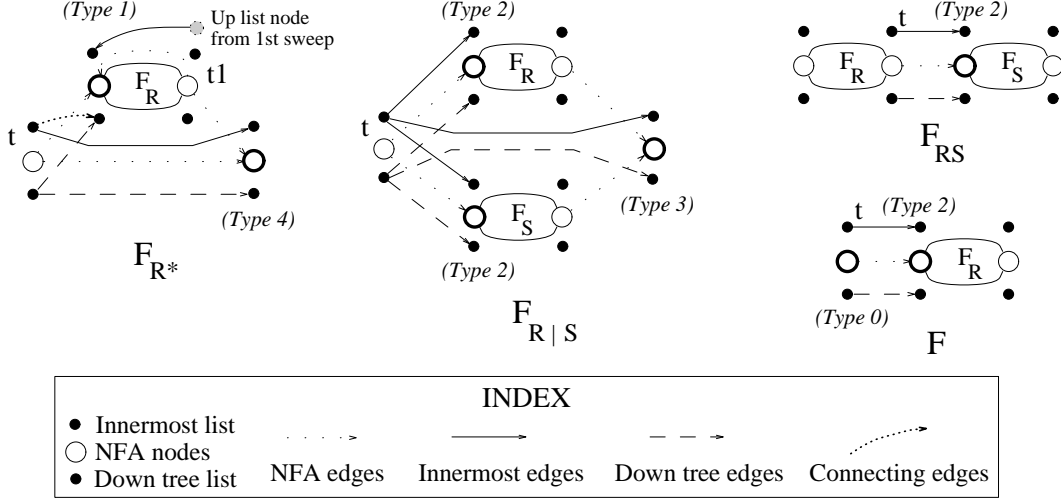 (Type 1)
Up list node
from 1st sweep
F_R
t1
t
(Type 4)
F_R*
(Type 2)
F_R
t
F_S
(Type 3)
(Type 2)
F_R | S
t (Type 2)
F_R
F_S
F_RS
t (Type 2)
F_R
(Type 0)
F
INDEX
Innermost list
NFA nodes
Down tree list
NFA edges Innermost edges Down tree edges Connecting edges